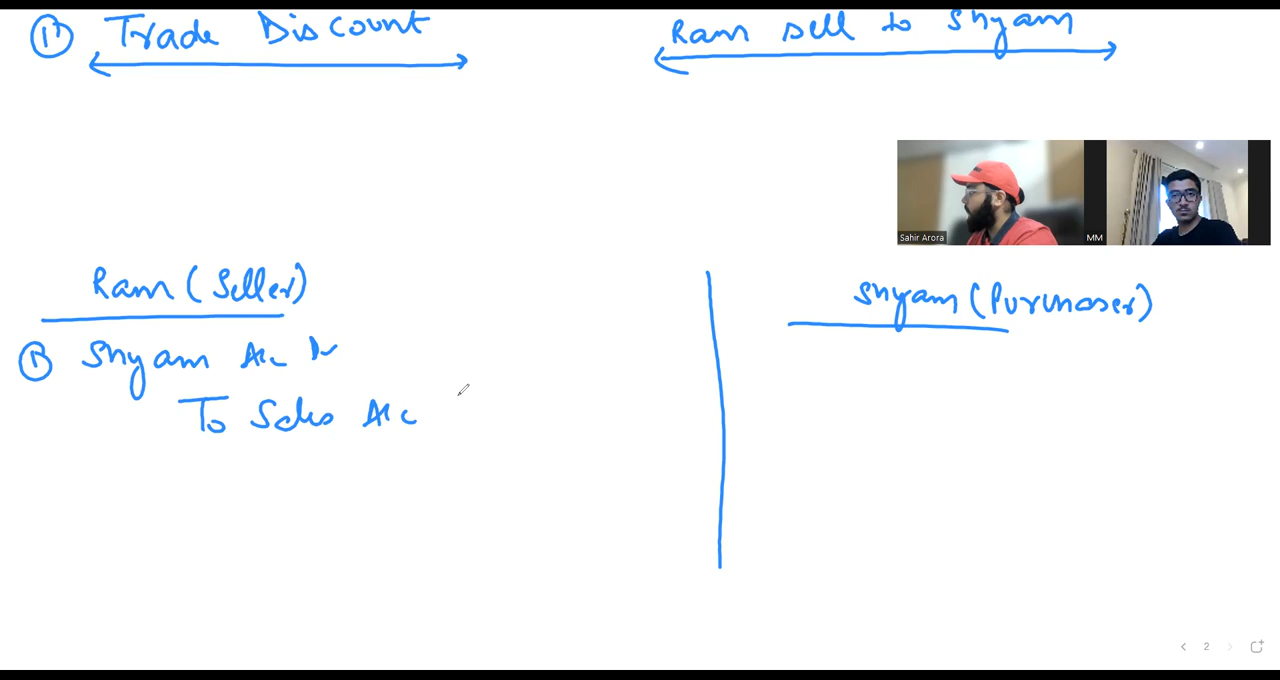 ① Trade Discount
Ram sell to Shyam
Sahir Arora
MM
Ram (Seller)
Shyam (Purchaser)
① Shyam A/c Dr
To Sales A/c
2